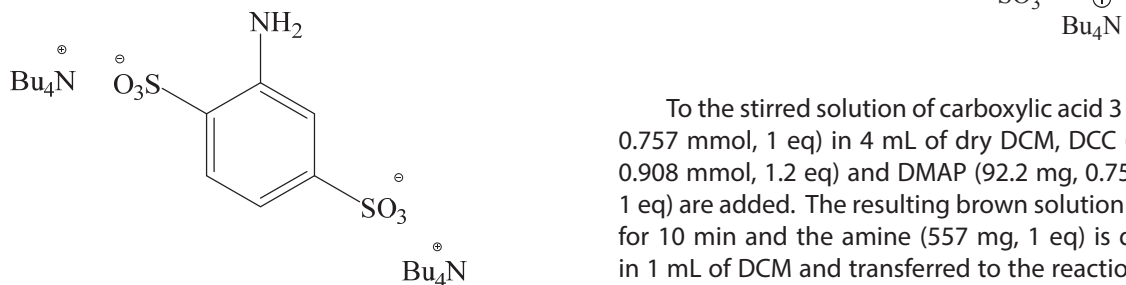 NH2
⊕ ⊖
Bu4N O3S
⊖
SO3
⊕
Bu4N
SO3 ⊕
Bu4N
To the stirred solution of carboxylic acid 3
0.757 mmol, 1 eq) in 4 mL of dry DCM, DCC
0.908 mmol, 1.2 eq) and DMAP (92.2 mg, 0.75
1 eq) are added. The resulting brown solution
for 10 min and the amine (557 mg, 1 eq) is
in 1 mL of DCM and transferred to the reactio